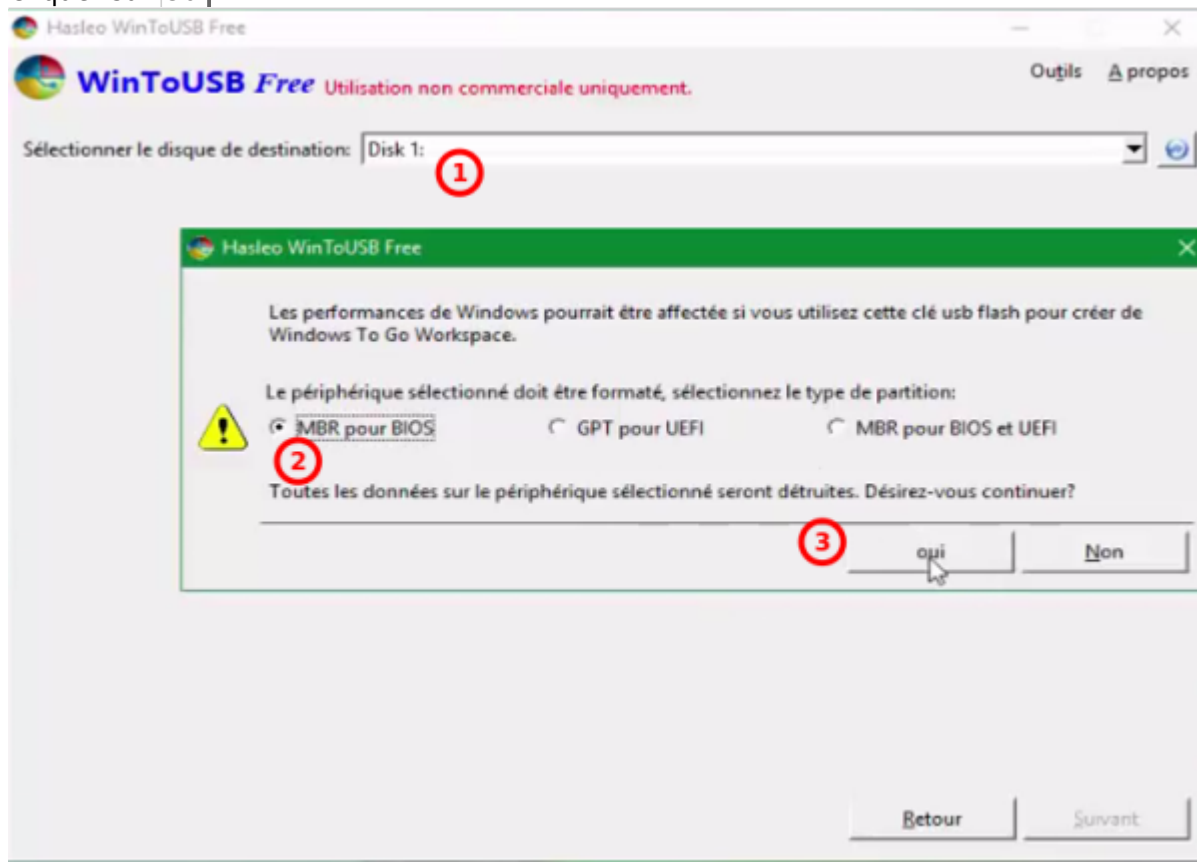 Hasleo WinToUSB Free
WinToUSB Free Utilisation non commerciale uniquement.
Outils A propos
Sélectionner le disque de destination: Disk 1:
1
Hasleo WinToUSB Free
Les performances de Windows pourrait être affectée si vous utilisez cette clé usb flash pour créer de
Windows To Go Workspace.
Le périphérique sélectionné doit être formaté, sélectionnez le type de partition:
MBR pour BIOS GPT pour UEFI MBR pour BIOS et UEFI
2
Toutes les données sur le périphérique sélectionné seront détruites. Désirez-vous continuer?
3
oui Non
Retour Suivant